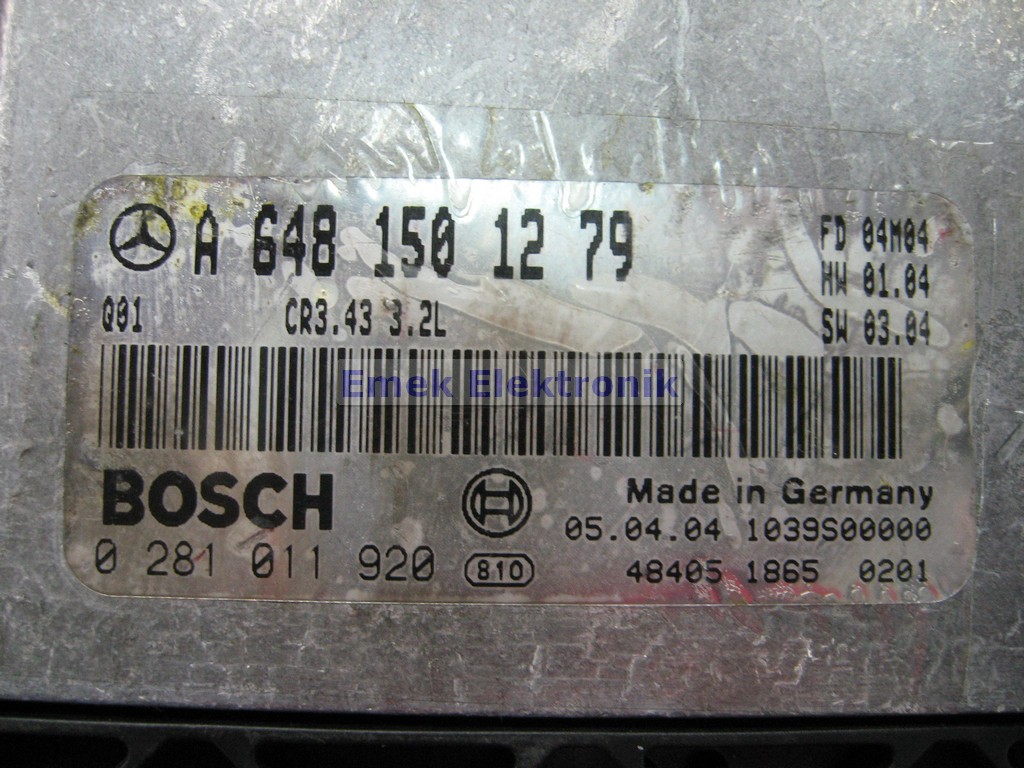 A 648 150 12 79
FD 04M04
HW 01.04
Q01 CR3.43 3.2L
SW 03.04
Emek Elektronik
BOSCH
Made in Germany
05.04.04 1039S00000
0 281 011 920
810
48405 1865 0201